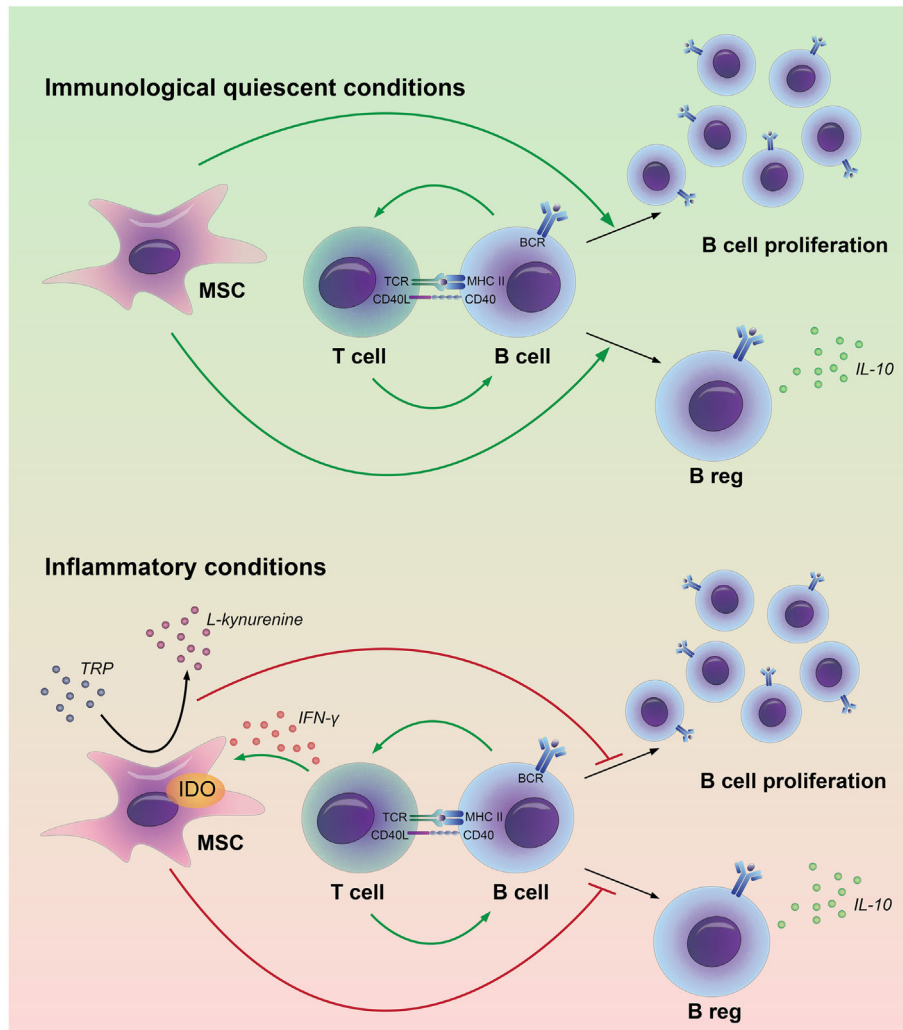 Immunological quiescent conditions
BCR
B cell proliferation
MSC
TCR
MHC II
CD40L
CD40
T cell
B cell
IL-10
B reg
Inflammatory conditions
L-kynurenine
TRP
IFN-γ
IDO
BCR
B cell proliferation
MSC
TCR
MHC II
CD40L
CD40
T cell
B cell
IL-10
B reg